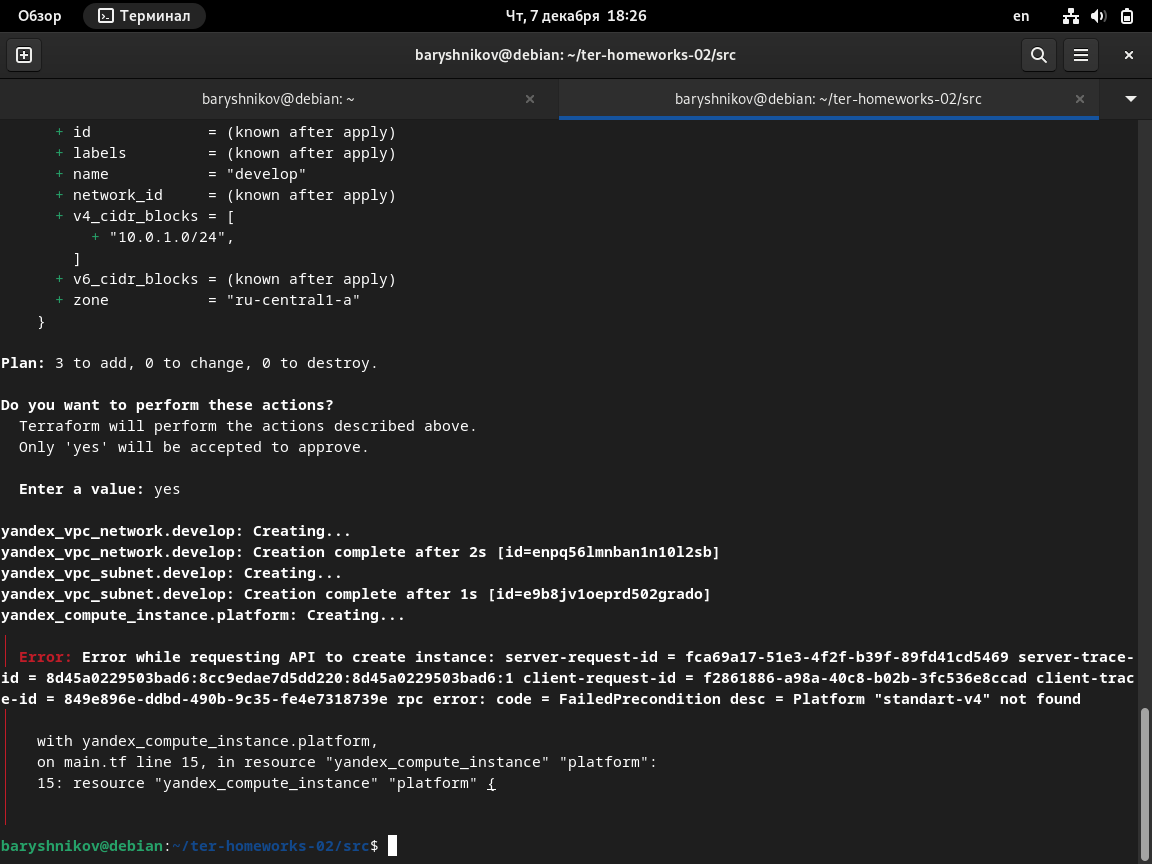 Обзор Терминал Чт, 7 декабря 18:26 en
baryshnikov@debian: ~/ter-homeworks-02/src
baryshnikov@debian: ~ baryshnikov@debian: ~/ter-homeworks-02/src
+ id = (known after apply)
+ labels = (known after apply)
+ name = "develop"
+ network_id = (known after apply)
+ v4_cidr_blocks = [
+ "10.0.1.0/24",
]
+ v6_cidr_blocks = (known after apply)
+ zone = "ru-central1-a"
}
Plan: 3 to add, 0 to change, 0 to destroy.
Do you want to perform these actions?
Terraform will perform the actions described above.
Only 'yes' will be accepted to approve.
Enter a value: yes
yandex_vpc_network.develop: Creating...
yandex_vpc_network.develop: Creation complete after 2s [id=enpq56lmnban1n10l2sb]
yandex_vpc_subnet.develop: Creating...
yandex_vpc_subnet.develop: Creation complete after 1s [id=e9b8jv1oeprd502grado]
yandex_compute_instance.platform: Creating...
Error: Error while requesting API to create instance: server-request-id = fca69a17-51e3-4f2f-b39f-89fd41cd5469 server-trace-
id = 8d45a0229503bad6:8cc9edae7d5dd220:8d45a0229503bad6:1 client-request-id = f2861886-a98a-40c8-b02b-3fc536e8ccad client-trac
e-id = 849e896e-ddbd-490b-9c35-fe4e7318739e rpc error: code = FailedPrecondition desc = Platform "standart-v4" not found
with yandex_compute_instance.platform,
on main.tf line 15, in resource "yandex_compute_instance" "platform":
15: resource "yandex_compute_instance" "platform" {
baryshnikov@debian:~/ter-homeworks-02/src$